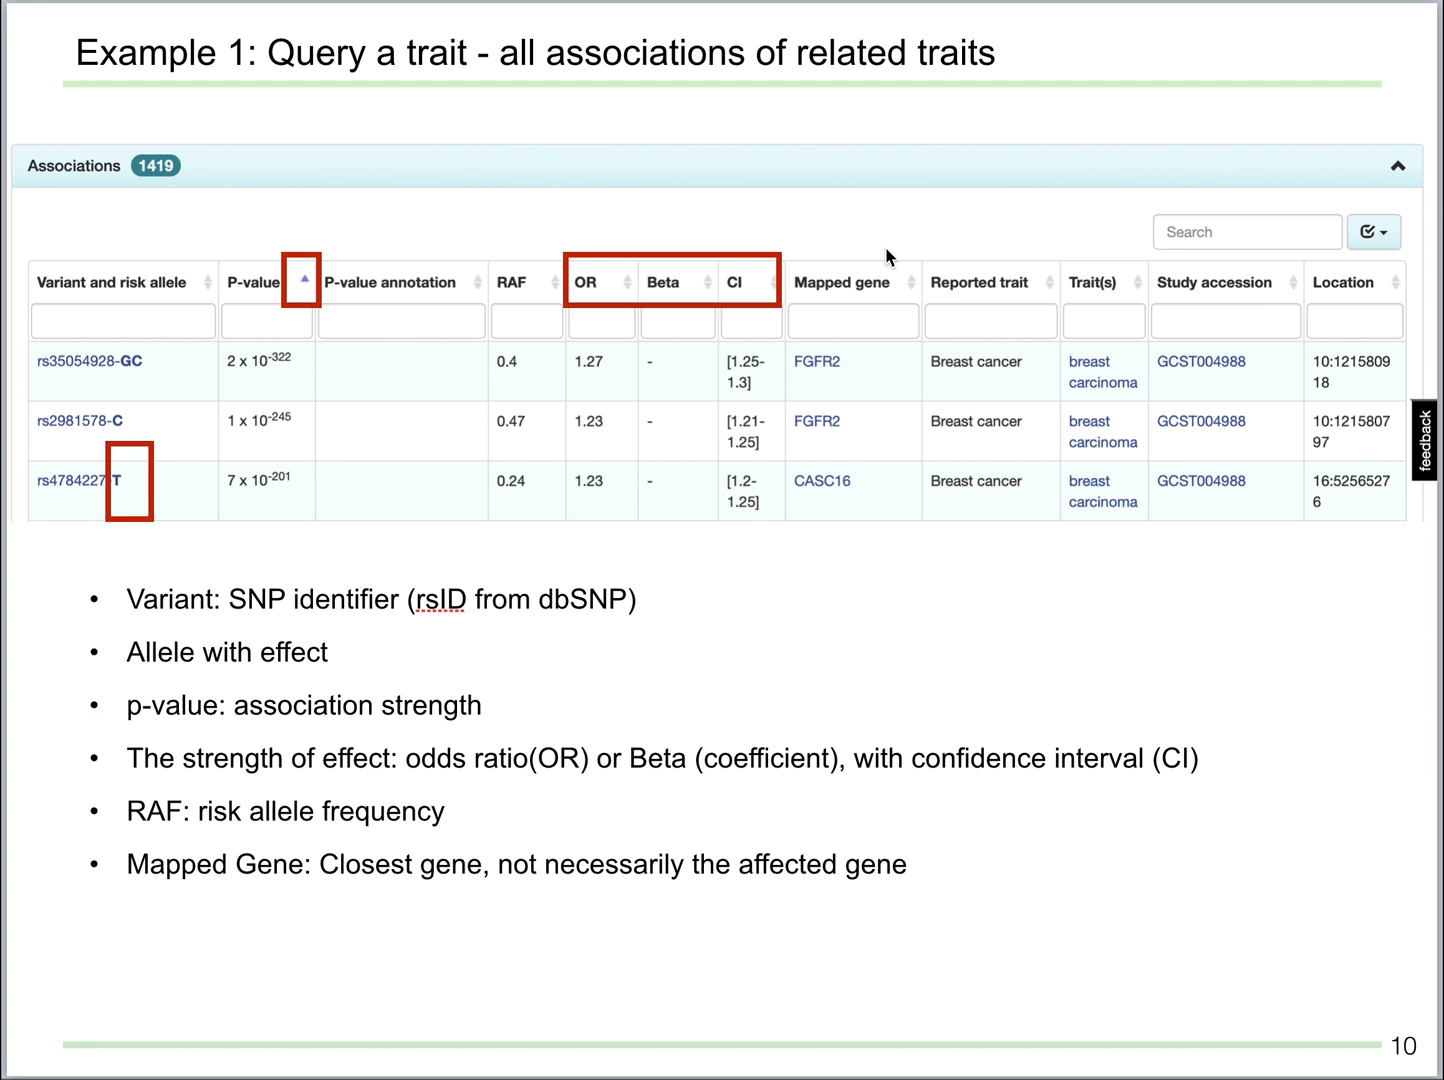 Example 1: Query a trait - all associations of related traits
Associations 1419
Search
Variant and risk allele P-value P-value annotation RAF OR Beta CI Mapped gene Reported trait Trait(s) Study accession Location
rs35054928-GC 2 x 10-322 0.4 1.27 - [1.25- FGFR2 Breast cancer breast GCST004988 10:1215809
1.3] carcinoma 18
rs2981578-C 1 x 10-245 0.47 1.23 - [1.21- FGFR2 Breast cancer breast GCST004988 10:1215807
1.25] carcinoma 97
rs4784227-T 7 x 10-201 0.24 1.23 - [1.2- CASC16 Breast cancer breast GCST004988 16:5256527
1.25] carcinoma 6
feedback
• Variant: SNP identifier (rsID from dbSNP)
• Allele with effect
• p-value: association strength
• The strength of effect: odds ratio(OR) or Beta (coefficient), with confidence interval (CI)
• RAF: risk allele frequency
• Mapped Gene: Closest gene, not necessarily the affected gene
10